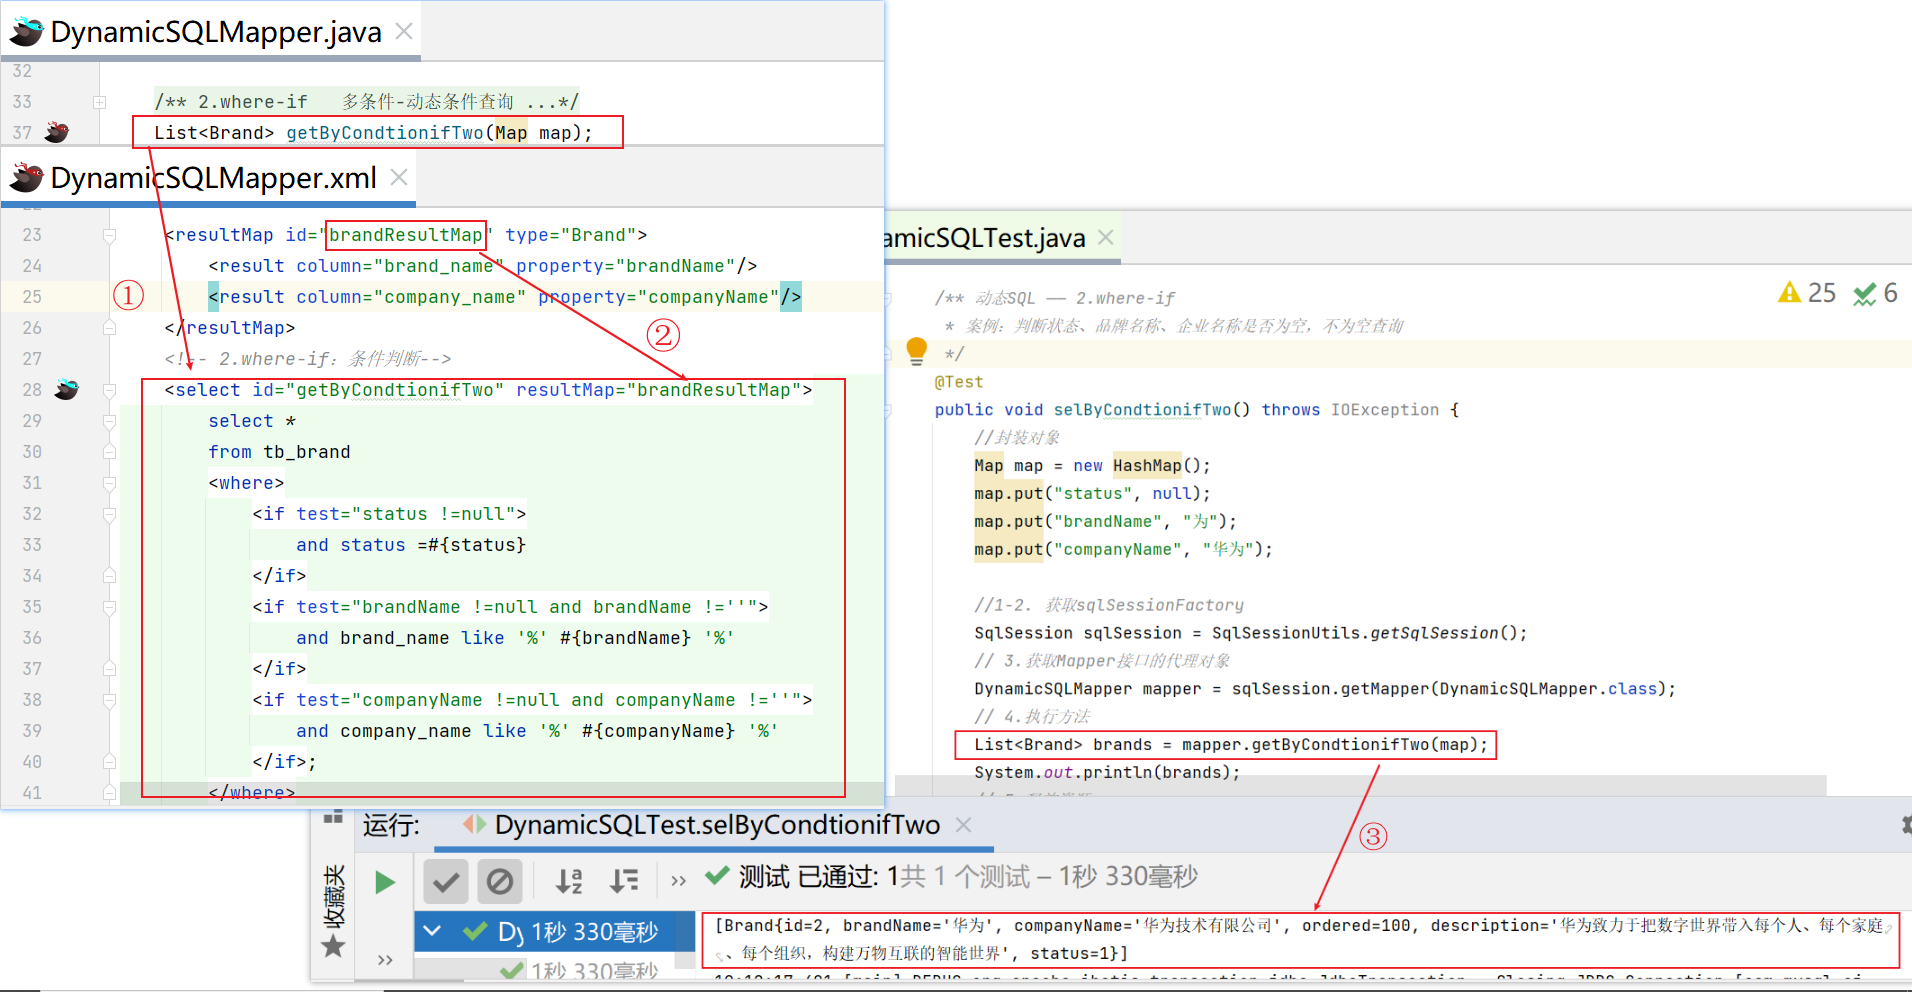 DynamicSQLMapper.java
32
33 /** 2.where-if 多条件-动态条件查询 ...*/
37 List<Brand> getByCondtionifTwo(Map map);
DynamicSQLMapper.xml
23 <resultMap id="brandResultMap" type="Brand">
24 <result column="brand_name" property="brandName"/>
① 25 <result column="company_name" property="companyName"/>
26 </resultMap>
②
27 <!-- 2.where-if：条件判断-->
28 <select id="getByCondtionifTwo" resultMap="brandResultMap">
29 select *
30 from tb_brand
31 <where>
32 <if test="status !=null">
33 and status =#{status}
34 </if>
35 <if test="brandName !=null and brandName !=''">
36 and brand_name like '%' #{brandName} '%'
37 </if>
38 <if test="companyName !=null and companyName !=''">
39 and company_name like '%' #{companyName} '%'
40 </if>;
41 </where>
amicSQLTest.java
25 6
/** 动态SQL —— 2.where-if
* 案例：判断状态、品牌名称、企业名称是否为空，不为空查询
*/
@Test
public void selByCondtionifTwo() throws IOException {
//封装对象
Map map = new HashMap();
map.put("status", null);
map.put("brandName", "为");
map.put("companyName", "华为");
//1-2. 获取sqlSessionFactory
SqlSession sqlSession = SqlSessionUtils.getSqlSession();
// 3.获取Mapper接口的代理对象
DynamicSQLMapper mapper = sqlSession.getMapper(DynamicSQLMapper.class);
// 4.执行方法
List<Brand> brands = mapper.getByCondtionifTwo(map);
System.out.println(brands);
③
运行: DynamicSQLTest.selByCondtionifTwo
收藏夹
» 测试 已通过: 1共 1 个测试 – 1秒 330毫秒
Dy 1秒 330毫秒
1秒 330毫秒
»
[Brand{id=2, brandName='华为', companyName='华为技术有限公司', ordered=100, description='华为致力于把数字世界带入每个人、每个家庭
、每个组织，构建万物互联的智能世界', status=1}]